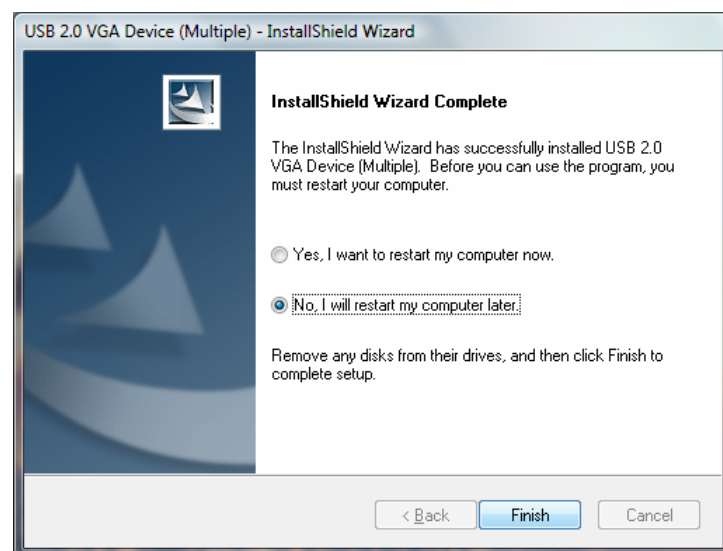 USB 2.0 VGA Device (Multiple) - InstallShield Wizard
InstallShield Wizard Complete
The InstallShield Wizard has successfully installed USB 2.0
VGA Device (Multiple).  Before you can use the program, you
must restart your computer.
Yes, I want to restart my computer now.
No, I will restart my computer later.
Remove any disks from their drives, and then click Finish to
complete setup.
< Back
Finish
Cancel